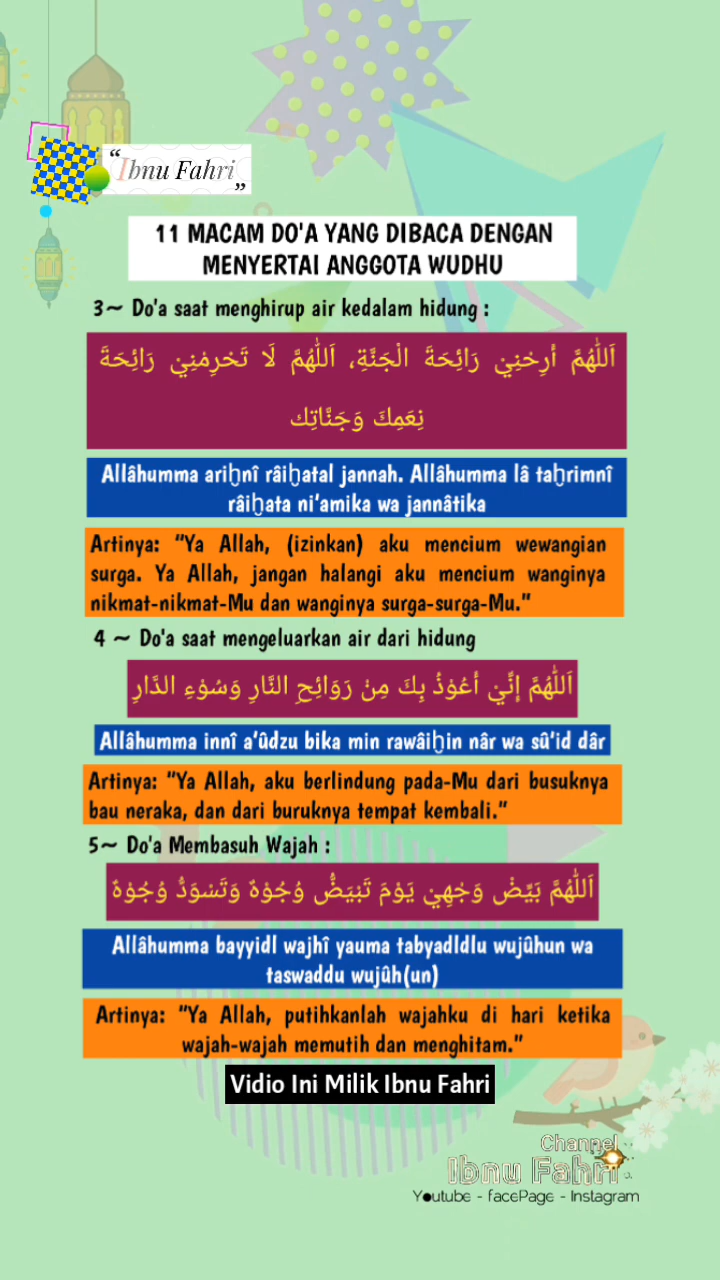 “Ibnu Fahri”
11 MACAM DO'A YANG DIBACA DENGAN
MENYERTAI ANGGOTA WUDHU
3~ Do'a saat menghirup air kedalam hidung :
اَللّٰهُمَّ أَرِحْنِيْ رَائِحَةَ الْجَنَّةِ، اَللّٰهُمَّ لَا تَحْرِمْنِيْ رَائِحَةَ
نِعَمِكَ وَجَنَّاتِك
Allâhumma ariḫnî râiḫatal jannah. Allâhumma lâ taḫrimnî
râiḫata ni’amika wa jannâtika
Artinya: “Ya Allah, (izinkan) aku mencium wewangian
surga. Ya Allah, jangan halangi aku mencium wanginya
nikmat-nikmat-Mu dan wanginya surga-surga-Mu.”
4 ~ Do'a saat mengeluarkan air dari hidung
اَللّٰهُمَّ إِنِّيْ أَعُوْذُ بِكَ مِنْ رَوَائِحِ النَّارِ وَسُوْءِ الدَّارِ
Allâhumma innî a‘ûdzu bika min rawâiḫin nâr wa sû’id dâr
Artinya: “Ya Allah, aku berlindung pada-Mu dari busuknya
bau neraka, dan dari buruknya tempat kembali.”
5~ Do'a Membasuh Wajah :
اَللّٰهُمَّ بَيِّضْ وَجْهِيْ يَوْمَ تَبْيَضُّ وُجُوْهٌ وَتَسْوَدُّ وُجُوْهٌ
Allâhumma bayyidl wajhî yauma tabyadldlu wujûhun wa
taswaddu wujûh(un)
Artinya: “Ya Allah, putihkanlah wajahku di hari ketika
wajah-wajah memutih dan menghitam.”
Vidio Ini Milik Ibnu Fahri
Channel
Ibnu Fahri
Youtube - facePage - Instagram